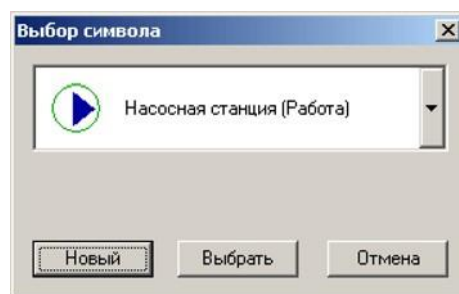 Выбор символа
Насосная станция (Работа)
Новый Выбрать Отмена